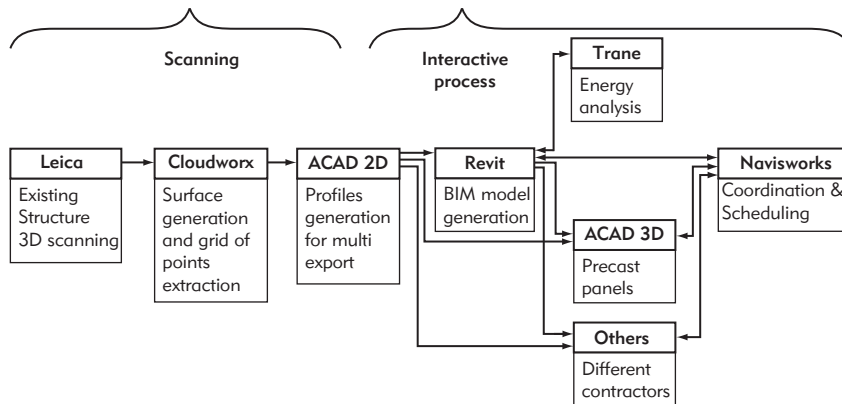 Scanning
Interactive
process
Trane
Energy
analysis
Leica
Existing
Structure
3D scanning
Cloudworx
Surface
generation
and grid of
points
extraction
ACAD 2D
Profiles
generation
for multi
export
Revit
BIM model
generation
Navisworks
Coordination &
Scheduling
ACAD 3D
Precast
panels
Others
Different
contractors